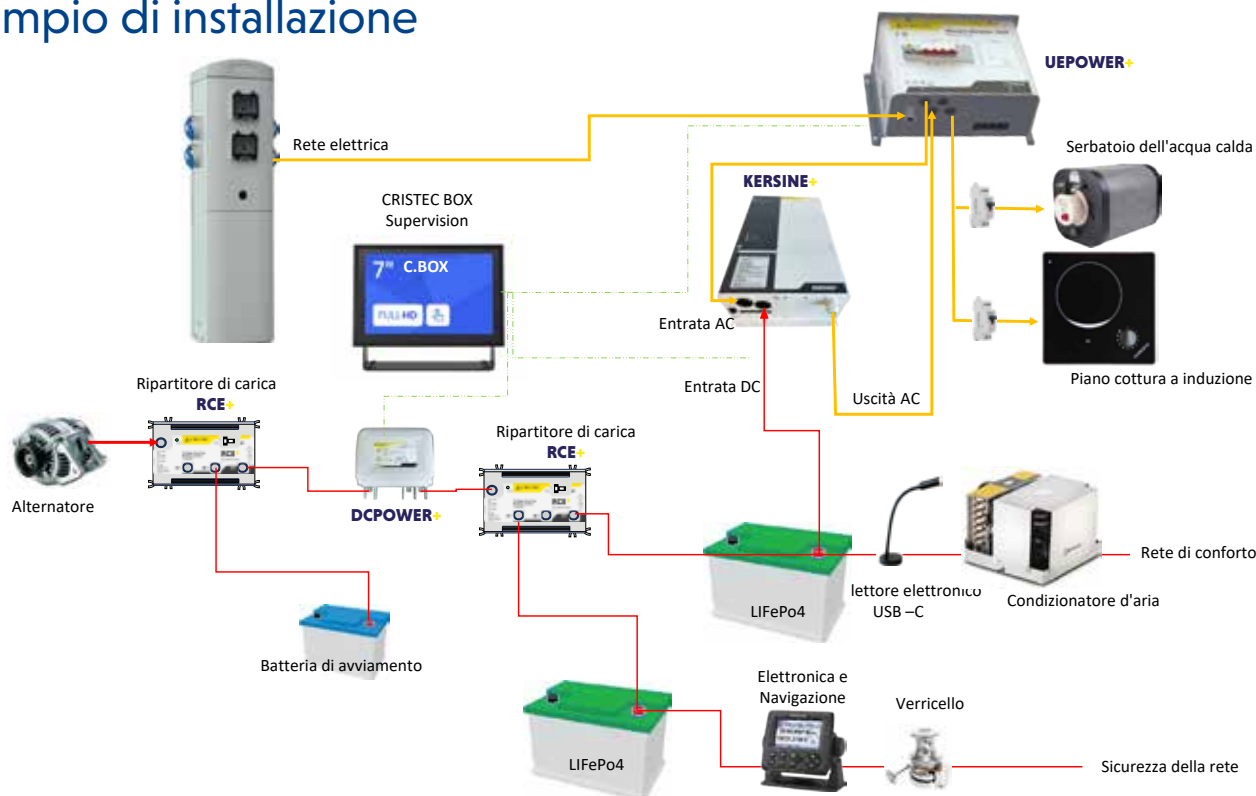 mpio di installazione
UEPOWER+
Rete elettrica
Serbatoio dell'acqua calda
KERSINE+
CRISTEC BOX
Supervision
7" C.BOX
FULL HD
Entrata AC
Entrata DC
Uscità AC
Piano cottura a induzione
Ripartitore di carica
RCE+
Ripartitore di carica
RCE+
Alternatore
DCPOWER+
RCE+
RCE+
Rete di conforto
lettore elettronico
USB –C
Condizionatore d'aria
LIFePo4
Batteria di avviamento
Elettronica e
Navigazione
Verricello
LIFePo4
Sicurezza della rete